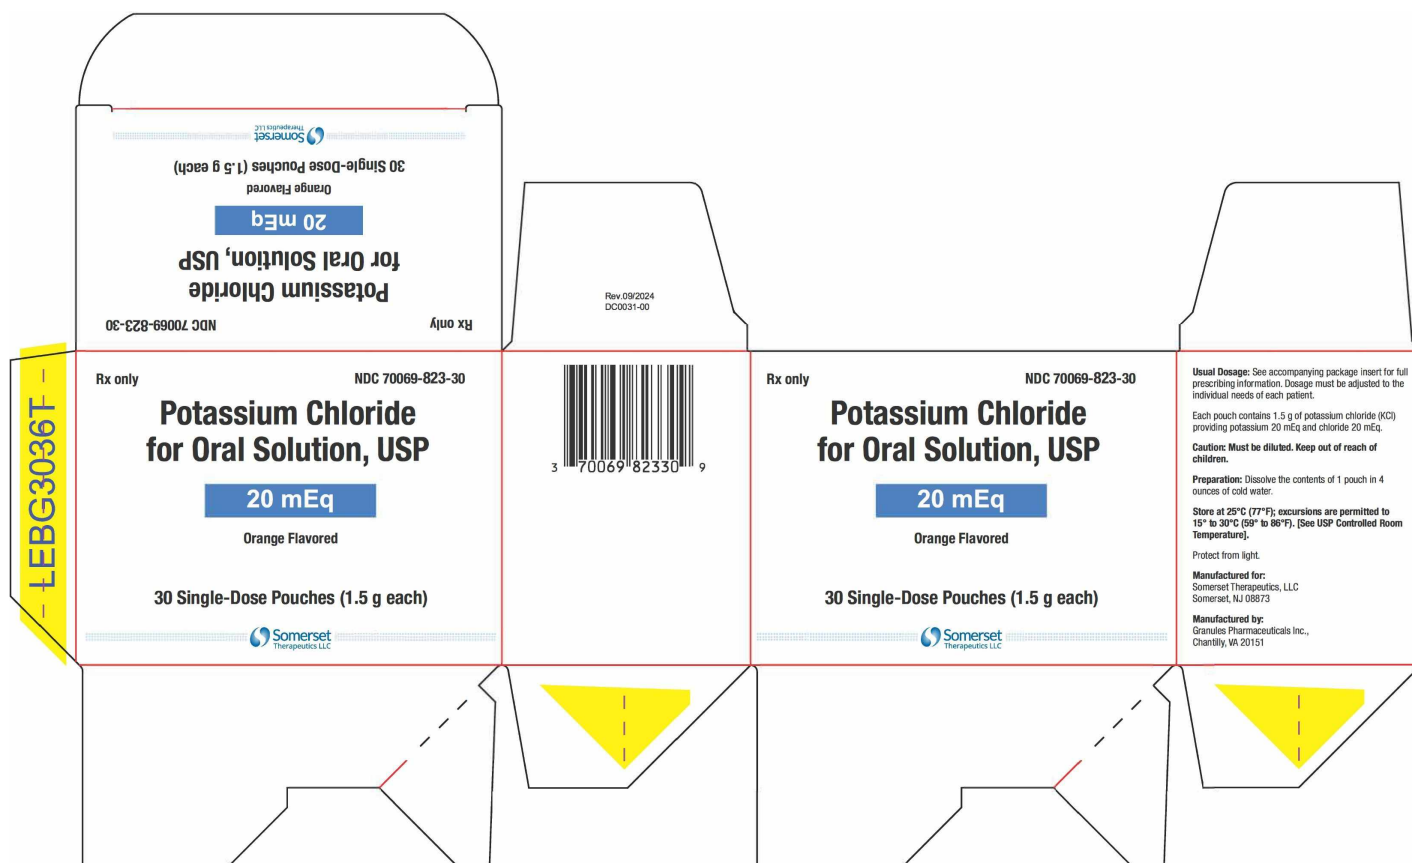 Somerset
Therapeutics LLC
30 Single-Dose Pouches (1.5 g each)
Orange Flavored
20 mEq
Potassium Chloride
for Oral Solution, USP
Rx only
NDC 70069-823-30
Rev.09/2024
DC0031-00
LEBG3036T
Rx only
NDC 70069-823-30
Potassium Chloride
for Oral Solution, USP
20 mEq
Orange Flavored
30 Single-Dose Pouches (1.5 g each)
Somerset
Therapeutics LLC
3 70069 82330 9
Rx only
NDC 70069-823-30
Potassium Chloride
for Oral Solution, USP
20 mEq
Orange Flavored
30 Single-Dose Pouches (1.5 g each)
Somerset
Therapeutics LLC
Usual Dosage: See accompanying package insert for full
prescribing information. Dosage must be adjusted to the
individual needs of each patient.
Each pouch contains 1.5 g of potassium chloride (KCl)
providing potassium 20 mEq and chloride 20 mEq.
Caution: Must be diluted. Keep out of reach of
children.
Preparation: Dissolve the contents of 1 pouch in 4
ounces of cold water.
Store at 25°C (77°F); excursions are permitted to
15° to 30°C (59° to 86°F). [See USP Controlled Room
Temperature].
Protect from light.
Manufactured for:
Somerset Therapeutics, LLC
Somerset, NJ 08873
Manufactured by:
Granules Pharmaceuticals Inc.,
Chantilly, VA 20151